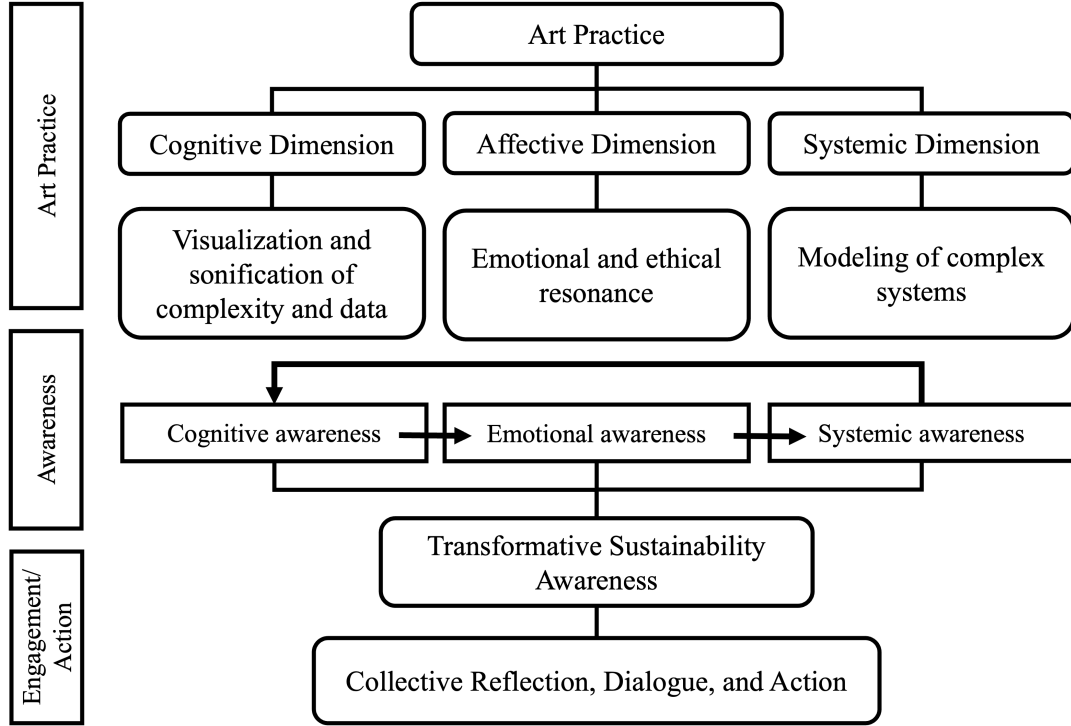 Art Practice
Art Practice
Cognitive Dimension
Affective Dimension
Systemic Dimension
Visualization and
sonification of
complexity and data
Emotional and ethical
resonance
Modeling of complex
systems
Awareness
Cognitive awareness
Emotional awareness
Systemic awareness
Engagement/
Action
Transformative Sustainability
Awareness
Collective Reflection, Dialogue, and Action